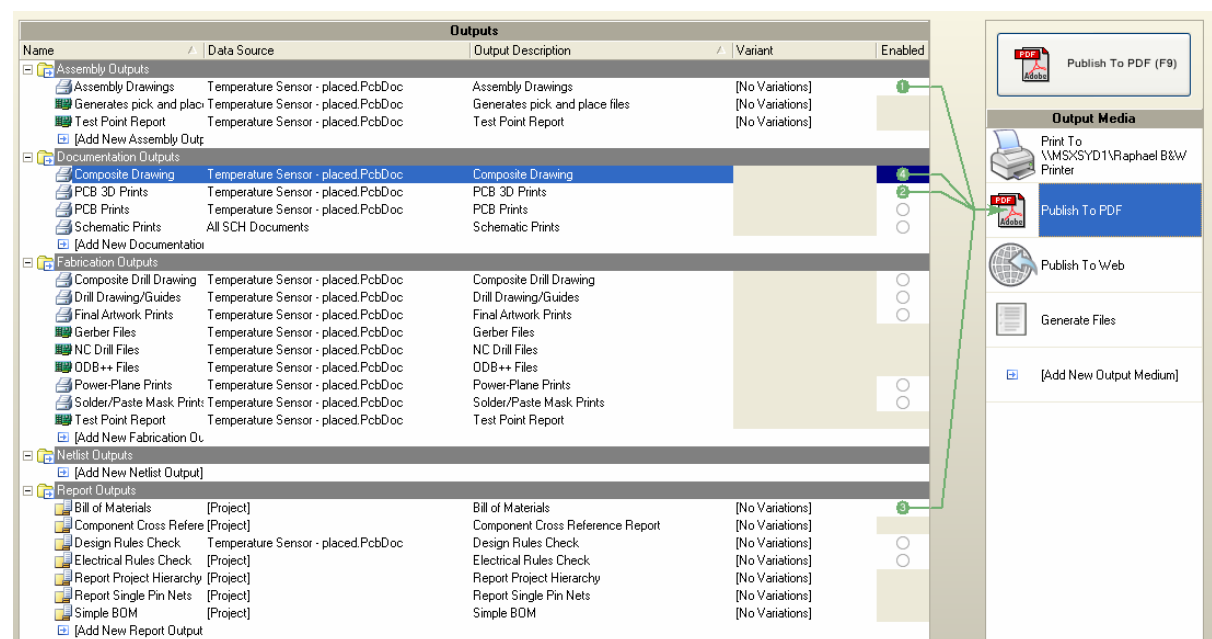 Outputs
Name Data Source Output Description Variant Enabled
Assembly Outputs
Assembly Drawings Temperature Sensor - placed.PcbDoc Assembly Drawings [No Variations] 1
Generates pick and plac Temperature Sensor - placed.PcbDoc Generates pick and place files [No Variations]
Test Point Report Temperature Sensor - placed.PcbDoc Test Point Report [No Variations]
[Add New Assembly Outp
Documentation Outputs
Composite Drawing Temperature Sensor - placed.PcbDoc Composite Drawing 4
PCB 3D Prints Temperature Sensor - placed.PcbDoc PCB 3D Prints 2
PCB Prints Temperature Sensor - placed.PcbDoc PCB Prints
Schematic Prints All SCH Documents Schematic Prints
[Add New Documentation
Fabrication Outputs
Composite Drill Drawing Temperature Sensor - placed.PcbDoc Composite Drill Drawing
Drill Drawing/Guides Temperature Sensor - placed.PcbDoc Drill Drawing/Guides
Final Artwork Prints Temperature Sensor - placed.PcbDoc Final Artwork Prints
Gerber Files Temperature Sensor - placed.PcbDoc Gerber Files
NC Drill Files Temperature Sensor - placed.PcbDoc NC Drill Files
ODB++ Files Temperature Sensor - placed.PcbDoc ODB++ Files
Power-Plane Prints Temperature Sensor - placed.PcbDoc Power-Plane Prints
Solder/Paste Mask Prints Temperature Sensor - placed.PcbDoc Solder/Paste Mask Prints
Test Point Report Temperature Sensor - placed.PcbDoc Test Point Report
[Add New Fabrication Ou
Netlist Outputs
[Add New Netlist Output]
Report Outputs
Bill of Materials [Project] Bill of Materials [No Variations] 3
Component Cross Refere [Project] Component Cross Reference Report [No Variations]
Design Rules Check Temperature Sensor - placed.PcbDoc Design Rules Check [No Variations]
Electrical Rules Check [Project] Electrical Rules Check [No Variations]
Report Project Hierarchy [Project] Report Project Hierarchy [No Variations]
Report Single Pin Nets [Project] Report Single Pin Nets [No Variations]
Simple BOM [Project] Simple BOM [No Variations]
[Add New Report Output
PDF
Adobe
Publish To PDF (F9)
Output Media
Print To
\\MSXSYD1\Raphael B&W
Printer
PDF
Adobe
Publish To PDF
Publish To Web
Generate Files
[Add New Output Medium]